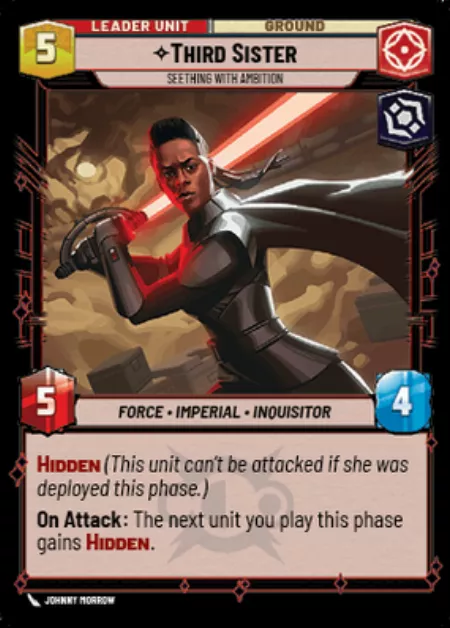 LEADER UNIT GROUND
5 THIRD SISTER
SEETHING WITH AMBITION
5 FORCE • IMPERIAL • INQUISITOR 4
HIDDEN (This unit can't be attacked if she was
deployed this phase.)
On Attack: The next unit you play this phase
gains HIDDEN.
JOHNNY MORROW